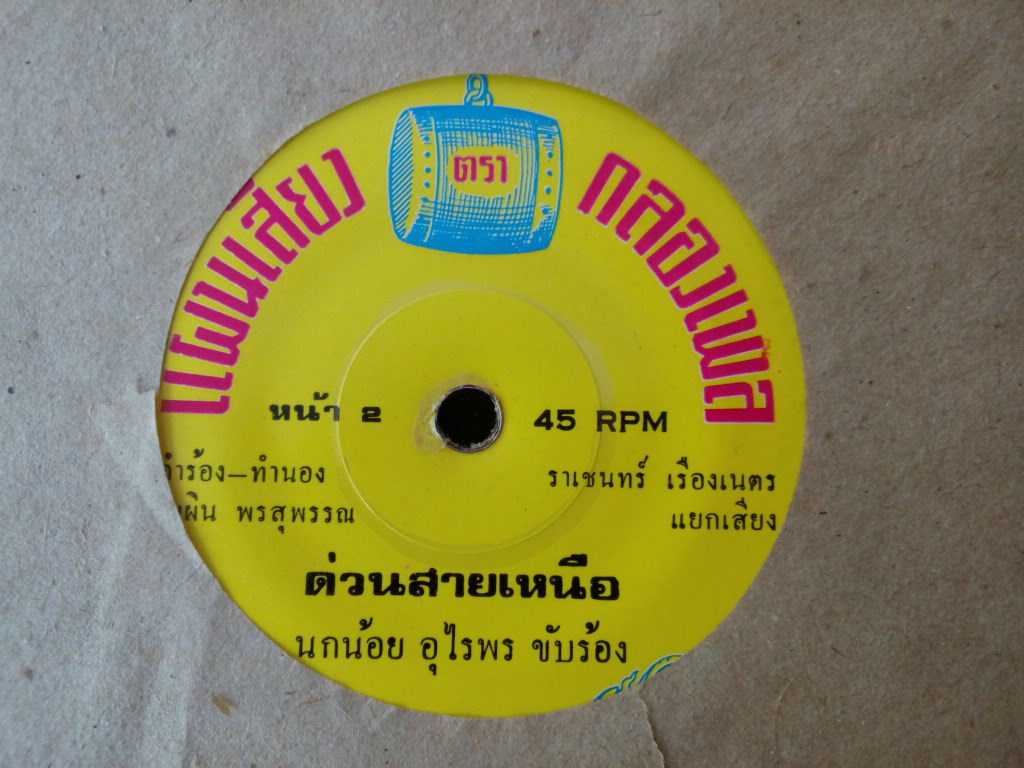 แผ่นเสียง
ตรา
กลองเพล
หน้า 2
45 RPM
คำร้อง—ทำนอง
พรสุพรรณ
ราเชนทร์ เรืองเนตร
แยกเสียง
ด่วนสายเหนือ
นกน้อย อุไรพร ขับร้อง